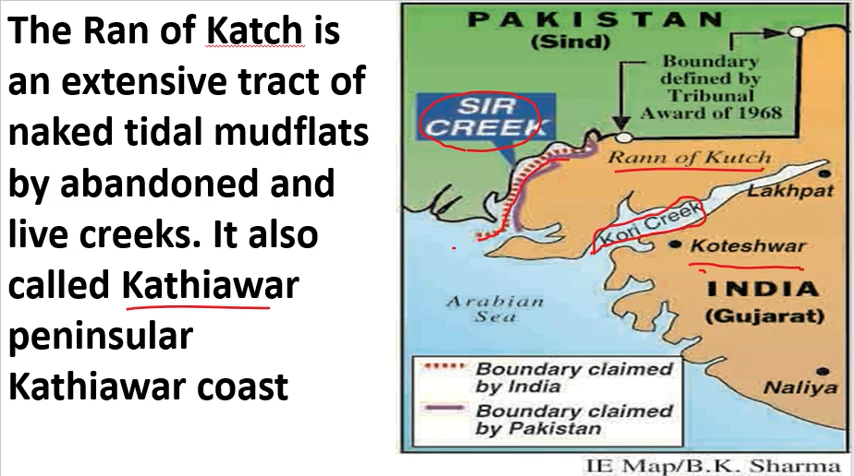 The Ran of Katch is
an extensive tract of
naked tidal mudflats
by abandoned and
live creeks. It also
called Kathiawar
peninsular
Kathiawar coast
PAKISTAN
(Sind)
Boundary
defined by
Tribunal
Award of 1968
SIR
CREEK
Rann of Kutch
Lakhpat
Kori Creek
Koteshwar
INDIA
(Gujarat)
Arabian
Sea
Naliya
Boundary claimed
by India
Boundary claimed
by Pakistan
IE Map/B.K. Sharma